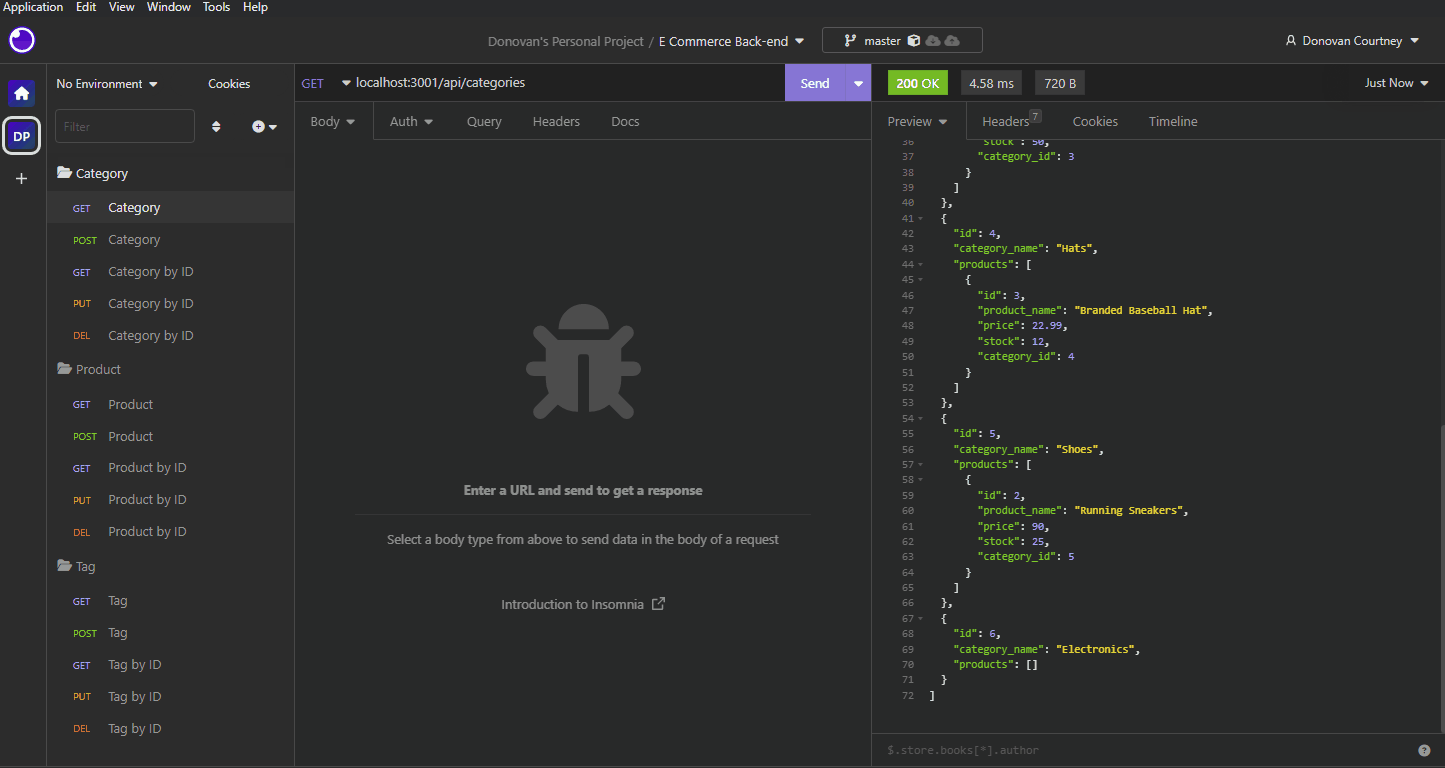 Application Edit View Window Tools Help
Donovan's Personal Project / E Commerce Back-end master Donovan Courtney
DP
No Environment Cookies
Filter
Category
GET Category
POST Category
GET Category by ID
PUT Category by ID
DEL Category by ID
Product
GET Product
POST Product
GET Product by ID
PUT Product by ID
DEL Product by ID
Tag
GET Tag
POST Tag
GET Tag by ID
PUT Tag by ID
DEL Tag by ID
GET localhost:3001/api/categories Send
Body Auth Query Headers Docs
Enter a URL and send to get a response
Select a body type from above to send data in the body of a request
Introduction to Insomnia
200 OK 4.58 ms 720 B Just Now
Preview Headers 7 Cookies Timeline
36 "stock": 50,
37 "category_id": 3
38 }
39 ]
40 },
41 {
42 "id": 4,
43 "category_name": "Hats",
44 "products": [
45 {
46 "id": 3,
47 "product_name": "Branded Baseball Hat",
48 "price": 22.99,
49 "stock": 12,
50 "category_id": 4
51 }
52 ]
53 },
54 {
55 "id": 5,
56 "category_name": "Shoes",
57 "products": [
58 {
59 "id": 2,
60 "product_name": "Running Sneakers",
61 "price": 90,
62 "stock": 25,
63 "category_id": 5
64 }
65 ]
66 },
67 {
68 "id": 6,
69 "category_name": "Electronics",
70 "products": []
71 }
72 ]
$.store.books[*].author